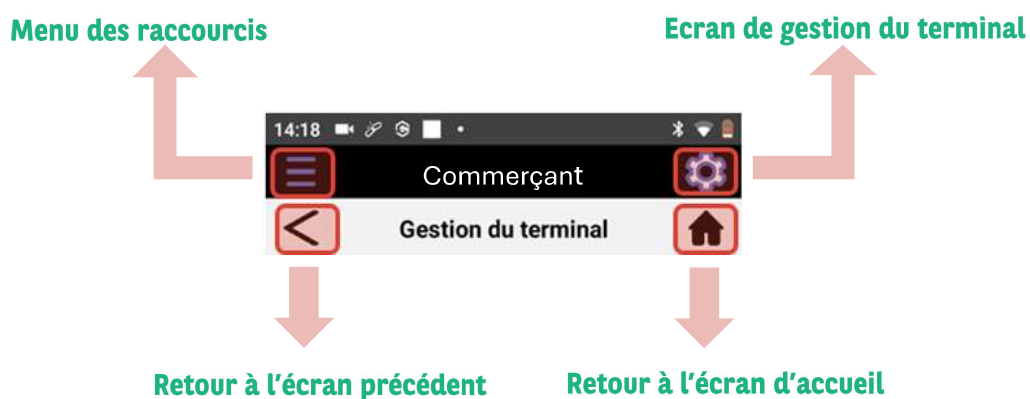 Menu des raccourcis
Ecran de gestion du terminal
14:18
Commerçant
Gestion du terminal
Retour à l'écran précédent
Retour à l'écran d'accueil